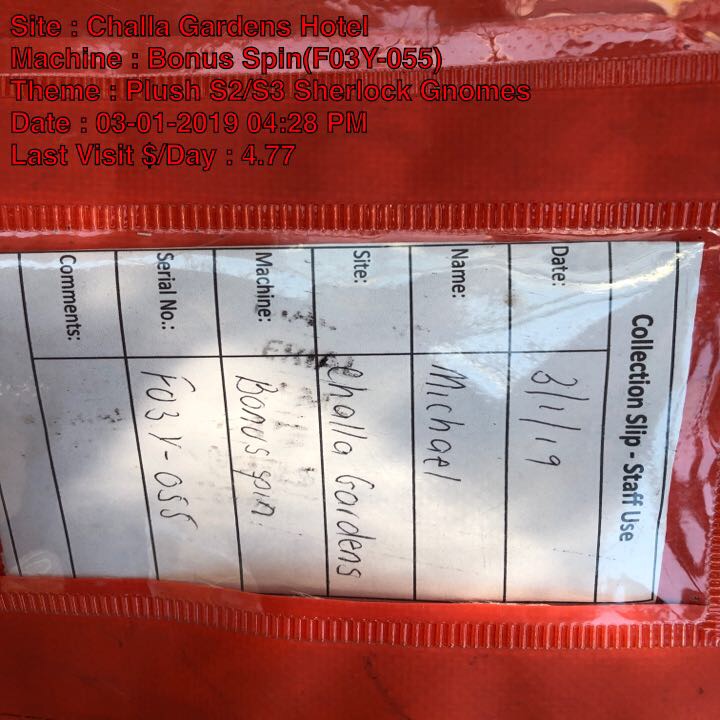 Site : Challa Gardens Hotel
Machine : Bonus Spin(F03Y-055)
Theme : Plush S2/S3 Sherlock Gnomes
Date : 03-01-2019 04:28 PM
Last Visit $/Day : 4.77
Collection Slip - Staff Use
Date: 3/1/19
Name: Michael
Site: Challa Gardens
Machine: Bonus spin
Serial No.: F03Y-055
Comments: